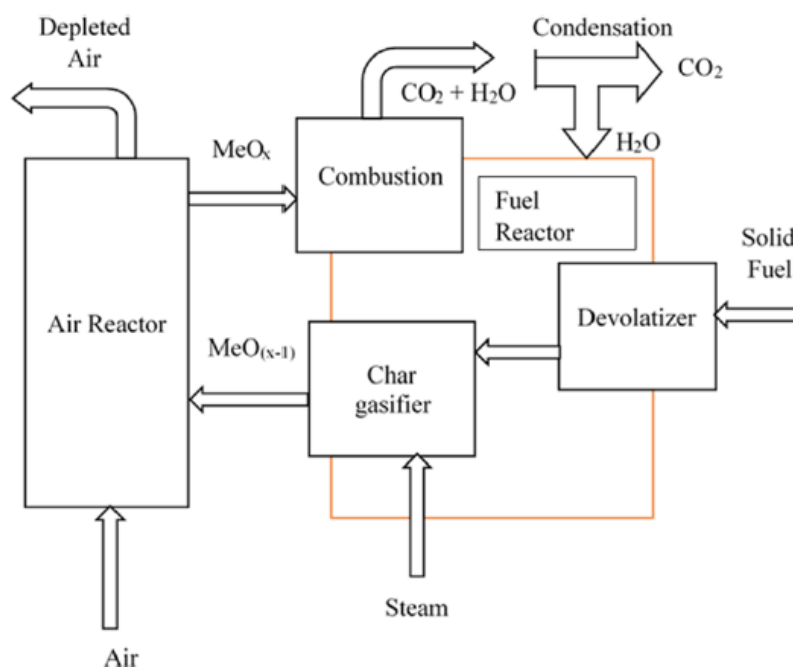 Depleted
Air
Condensation
CO₂
CO₂ + H₂O
H₂O
MeOₓ
Combustion
Fuel
Reactor
Solid
Fuel
Air Reactor
Devolatizer
MeO₍ₓ₋₁₎
Char
gasifier
Steam
Air